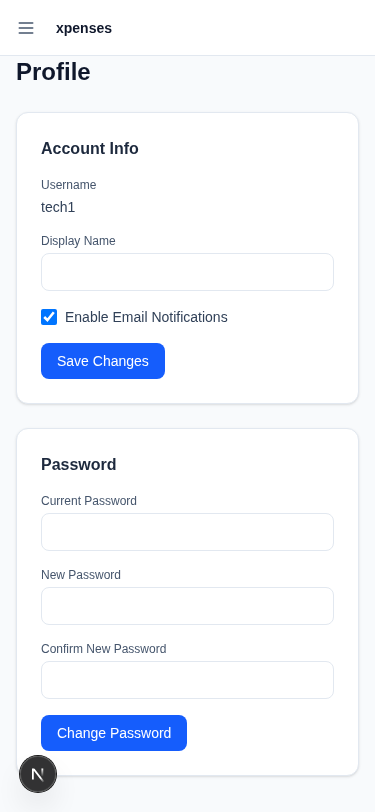 xpenses
Profile
Account Info
Username
tech1
Display Name
Enable Email Notifications
Save Changes
Password
Current Password
New Password
Confirm New Password
Change Password
N